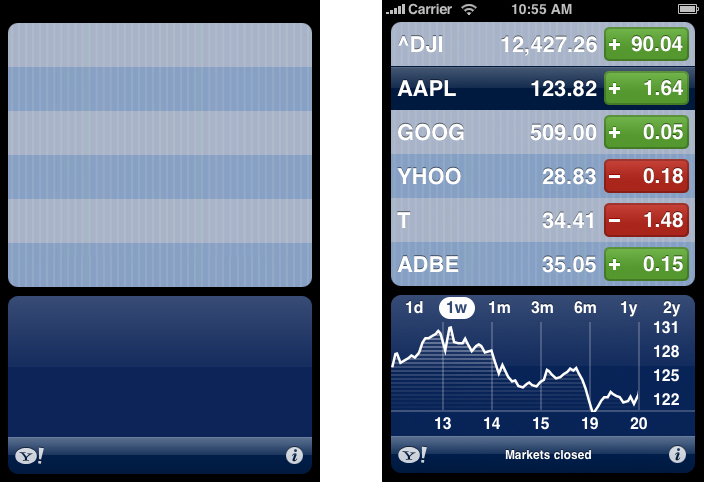 Y!
i
Carrier 10:55 AM
^DJI 12,427.26 + 90.04
AAPL 123.82 + 1.64
GOOG 509.00 + 0.05
YHOO 28.83 − 0.18
T 34.41 − 1.48
ADBE 35.05 + 0.15
1d 1w 1m 3m 6m 1y 2y
131
128
125
122
13 14 15 19 20
Y! Markets closed i